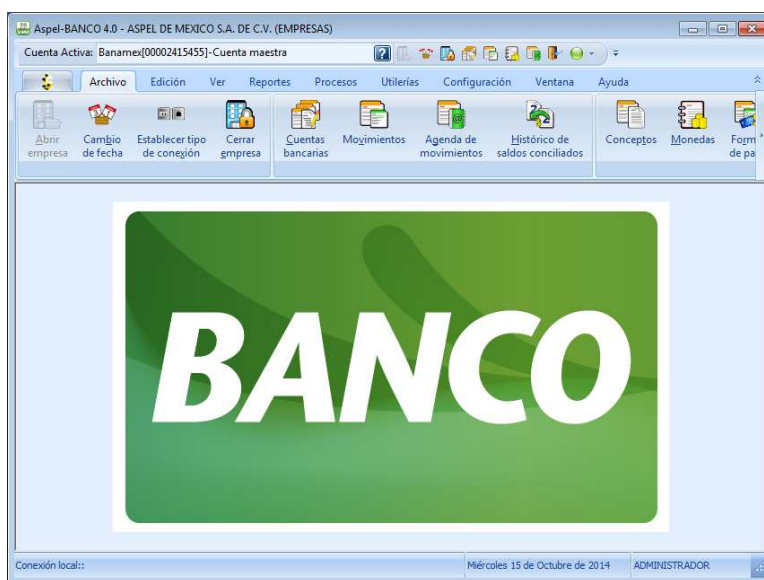 Aspel-BANCO 4.0 - ASPEL DE MEXICO S.A. DE C.V. (EMPRESAS)
Cuenta Activa: Banamex[00002415455]-Cuenta maestra
Archivo Edición Ver Reportes Procesos Utilerías Configuración Ventana Ayuda
Abrir empresa
Cambio de fecha
Establecer tipo de conexión
Cerrar empresa
Cuentas bancarias
Movimientos
Agenda de movimientos
Histórico de saldos conciliados
Conceptos
Monedas
Form
de pa
BANCO
Conexión local:: Miércoles 15 de Octubre de 2014 ADMINISTRADOR